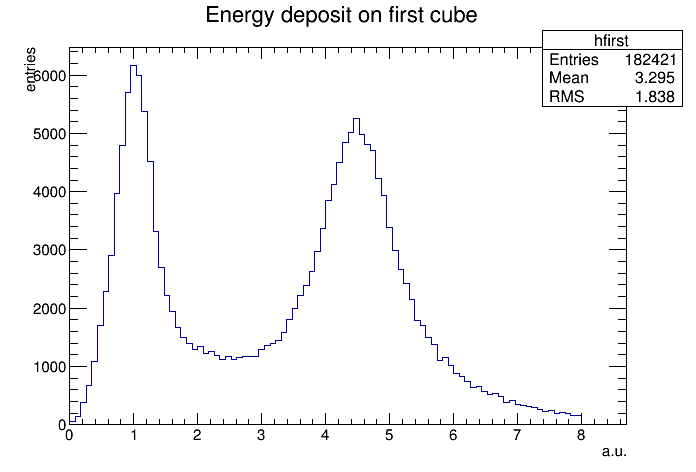 Energy deposit on first cube
hfirst
Entries 182421
Mean 3.295
RMS 1.838
entries
6000
5000
4000
3000
2000
1000
0
0 1 2 3 4 5 6 7 8
a.u.